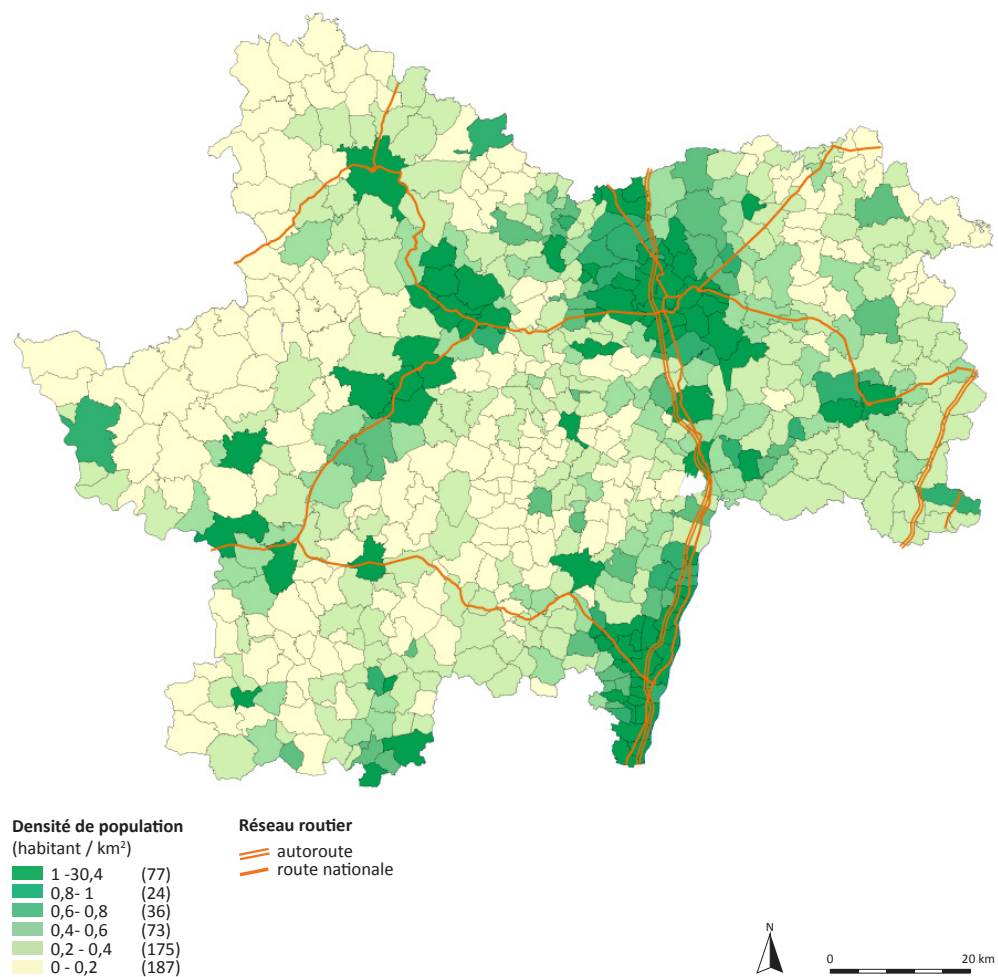 Densité de population
(habitant / km²)
1 -30,4 (77)
0,8- 1 (24)
0,6- 0,8 (36)
0,4- 0,6 (73)
0,2 - 0,4 (175)
0 - 0,2 (187)
Réseau routier
autoroute
route nationale
N
0 20 km